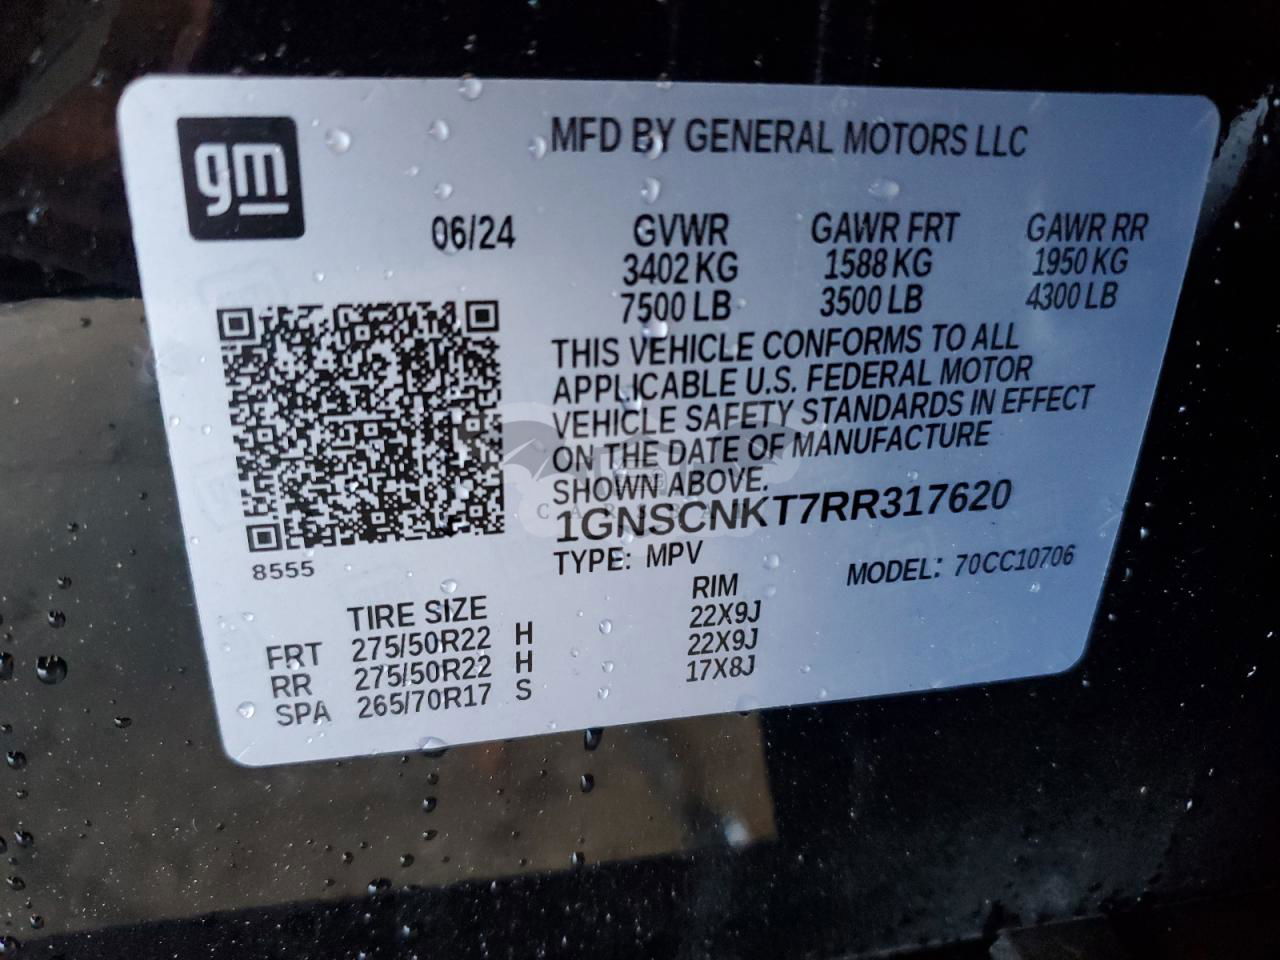 gm
MFD BY GENERAL MOTORS LLC
06/24 GVWR GAWR FRT GAWR RR
3402 KG 1588 KG 1950 KG
7500 LB 3500 LB 4300 LB
THIS VEHICLE CONFORMS TO ALL
APPLICABLE U.S. FEDERAL MOTOR
VEHICLE SAFETY STANDARDS IN EFFECT
ON THE DATE OF MANUFACTURE
SHOWN ABOVE.
1GNSCNKT7RR317620
8555 TYPE: MPV MODEL: 70CC10706
TIRE SIZE RIM
FRT 275/50R22 H 22X9J
RR 275/50R22 H 22X9J
SPA 265/70R17 S 17X8J